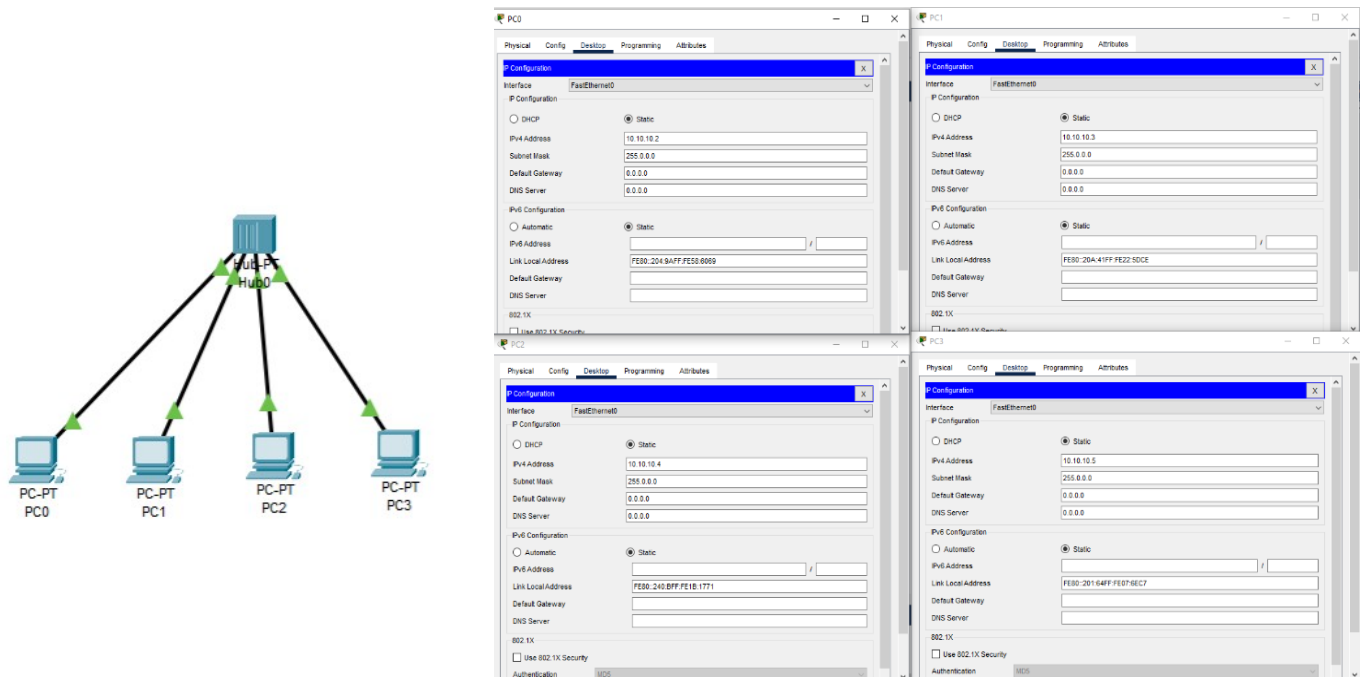 Hub-PT
Hub0
PC-PT
PC0
PC-PT
PC1
PC-PT
PC2
PC-PT
PC3
PC0
Physical Config Desktop Programming Attributes
IP Configuration X
Interface FastEthernet0
IP Configuration
DHCP Static
IPv4 Address 10.10.10.2
Subnet Mask 255.0.0.0
Default Gateway 0.0.0.0
DNS Server 0.0.0.0
IPv6 Configuration
Automatic Static
IPv6 Address /
Link Local Address FE80::204:9AFF:FE58:6069
Default Gateway
DNS Server
802.1X
Use 802.1X Security
PC1
Physical Config Desktop Programming Attributes
IP Configuration X
Interface FastEthernet0
IP Configuration
DHCP Static
IPv4 Address 10.10.10.3
Subnet Mask 255.0.0.0
Default Gateway 0.0.0.0
DNS Server 0.0.0.0
IPv6 Configuration
Automatic Static
IPv6 Address /
Link Local Address FE80::20A:41FF:FE22:5DCE
Default Gateway
DNS Server
802.1X
Use 802.1X Security
PC2
Physical Config Desktop Programming Attributes
IP Configuration X
Interface FastEthernet0
IP Configuration
DHCP Static
IPv4 Address 10.10.10.4
Subnet Mask 255.0.0.0
Default Gateway 0.0.0.0
DNS Server 0.0.0.0
IPv6 Configuration
Automatic Static
IPv6 Address /
Link Local Address FE80::240:BFF:FE1B:1771
Default Gateway
DNS Server
802.1X
Use 802.1X Security
Authentication MD5
PC3
Physical Config Desktop Programming Attributes
IP Configuration X
Interface FastEthernet0
IP Configuration
DHCP Static
IPv4 Address 10.10.10.5
Subnet Mask 255.0.0.0
Default Gateway 0.0.0.0
DNS Server 0.0.0.0
IPv6 Configuration
Automatic Static
IPv6 Address /
Link Local Address FE80::201:64FF:FE07:6EC7
Default Gateway
DNS Server
802.1X
Use 802.1X Security
Authentication MD5